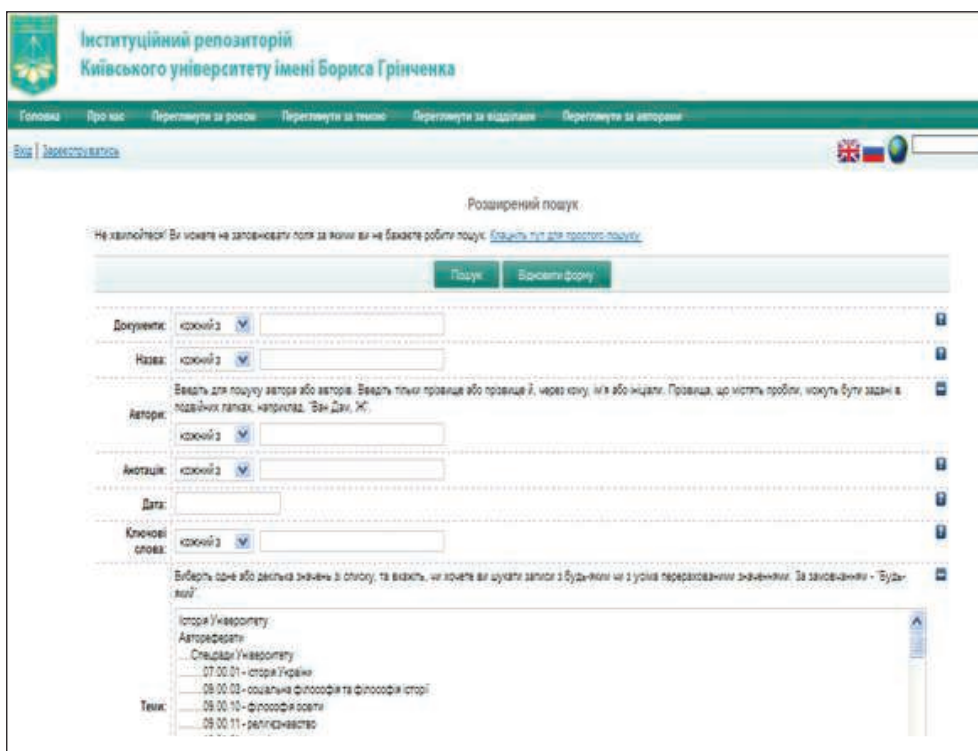 Інституційний репозиторій
Київського університету імені Бориса Грінченка
Головна Про нас Переглянути за роком Переглянути за темою Переглянути за відділами Переглянути за авторами
Вхід | Зареєструватись
Розширений пошук
Не хвилюйтеся! Ви можете не заповнювати поля за якими ви не бажаєте робити пошук. Клацніть тут для простого пошуку.
Пошук Відновити форму
Документи: кожний з
Назва: кожний з
Введіть для пошуку автора або авторів. Введіть тільки прізвище або прізвище й, через кому, ім'я або ініціали. Прізвища, що містять пробіли, можуть бути задані в
подвійних лапках, наприклад, "Ван Дам, Ж".
Автори:
кожний з
Анотація: кожний з
Дата:
Ключові
слова: кожний з
Виберіть одне або декілька значень зі списку, та вкажіть, чи хочете ви шукати записи з будь-яким чи з усіма перерахованими значеннями. За замовчанням - "Будь-
який".
Теми:
Історія Університету
Автореферати
....Спецради Університету
........07.00.01 - історія України
........09.00.03 - соціальна філософія та філософія історії
........09.00.10 - філософія освіти
........09.00.11 - релігієзнавство